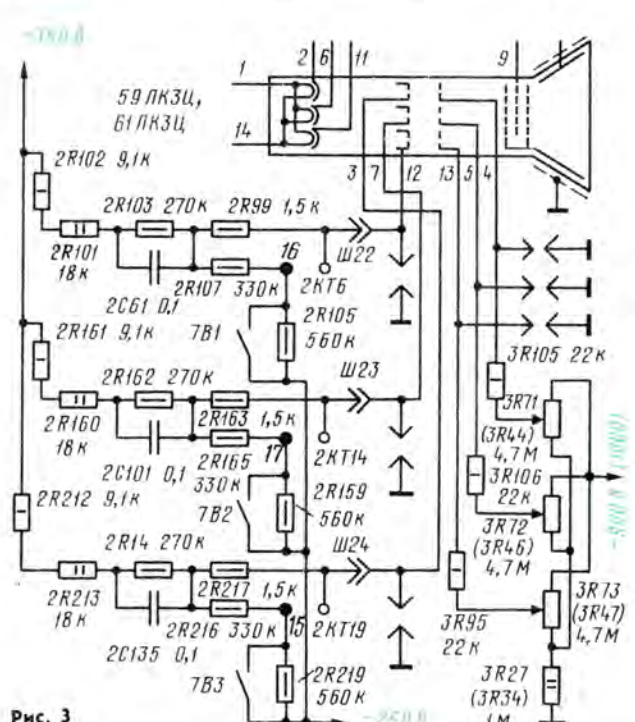 1
2 6 11
9
59ЛК3Ц,
61ЛК3Ц
14
2R102 9,1к
3 7 12 13 5 4
2R103 270к
2R99 1,5к
Ш22
2R101
18к
16
2C61 0,1
2R107 330к
2КТ6
2R105
560к
2R161 9,1к
7В1
Ш23
3R105 22к
2R162 270к
3R71
(3R44)
4,7М
2R160
18к
2R163 1,5к
2C101 0,1
2R165
330к
17
2КТ14
3R106
22к
2R212 9,1к
2R159
560к
7В2
3R72
(3R46)
4,7М
2R14 270к
Ш24
2R217 1,5к
3R73
(3R47)
4,7М
2R213
18к
2R216 330к
15
2КТ19
3R95
22к
2C135 0,1
7В3
2R219
560к
3R27
(3R34)
1М
Рис. 3